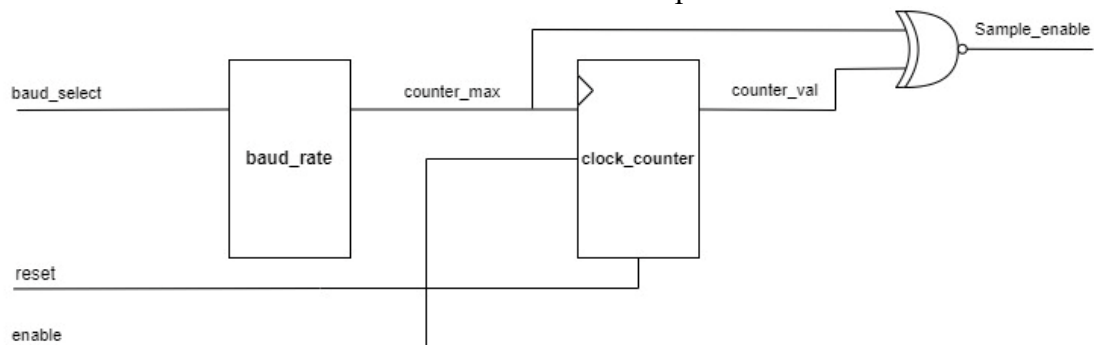 Sample_enable
baud_select
counter_max
counter_val
baud_rate
clock_counter
reset
enable